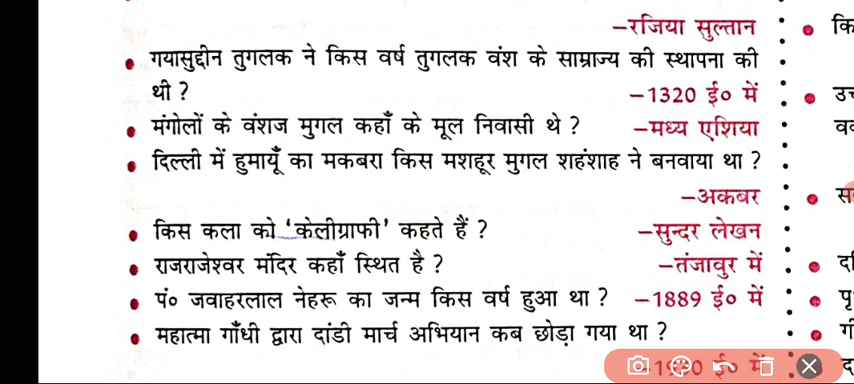 –रजिया सुल्तान
गयासुद्दीन तुगलक ने किस वर्ष तुगलक वंश के साम्राज्य की स्थापना की
थी ? –1320 ई० में
मंगोलों के वंशज मुगल कहाँ के मूल निवासी थे ? –मध्य एशिया
दिल्ली में हुमायूँ का मकबरा किस मशहूर मुगल शहंशाह ने बनवाया था ?
–अकबर
किस कला को ‘केलीग्राफी’ कहते हैं ? –सुन्दर लेखन
राजराजेश्वर मंदिर कहाँ स्थित है ? –तंजावुर में
पं० जवाहरलाल नेहरू का जन्म किस वर्ष हुआ था ? –1889 ई० में
महात्मा गाँधी द्वारा दांडी मार्च अभियान कब छोड़ा गया था ?
–1930 ई० में
कि